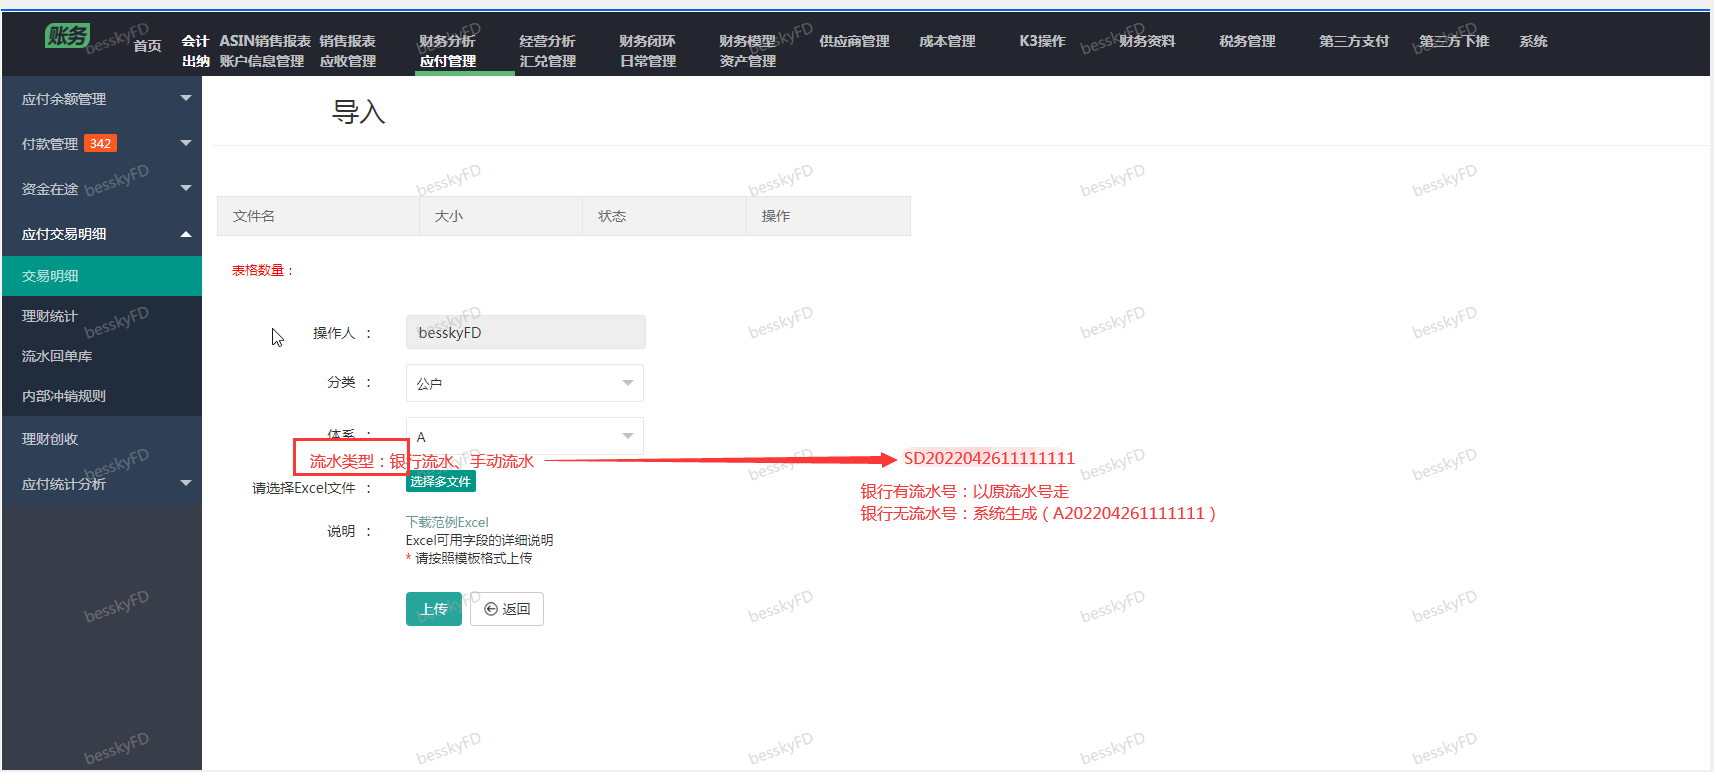 账务
首页
会计
出纳
ASIN销售报表 销售报表 财务分析 经营分析 财务闭环 财务模型 供应商管理 成本管理 K3操作 财务资料 税务管理 第三方支付 第三方下推 系统
账户信息管理 应收管理 应付管理 汇兑管理 日常管理 资产管理
应付余额管理
付款管理 342
资金在途
应付交易明细
交易明细
理财统计
流水回单库
内部冲销规则
理财创收
应付统计分析
导入
文件名 大小 状态 操作
表格数量：
操作人 ： besskyFD
分类 ： 公户
体系 ： A
流水类型：银行流水、手动流水
SD2022042611111111
银行有流水号：以原流水号走
银行无流水号：系统生成（A202204261111111）
请选择Excel文件 ： 选择多文件
说明 ： 下载范例Excel
Excel可用字段的详细说明
* 请按照模板格式上传
上传 返回
besskyFD besskyFD besskyFD besskyFD
besskyFD besskyFD besskyFD besskyFD besskyFD
besskyFD besskyFD besskyFD besskyFD besskyFD
besskyFD besskyFD besskyFD besskyFD besskyFD
besskyFD besskyFD besskyFD besskyFD besskyFD
besskyFD besskyFD besskyFD besskyFD besskyFD